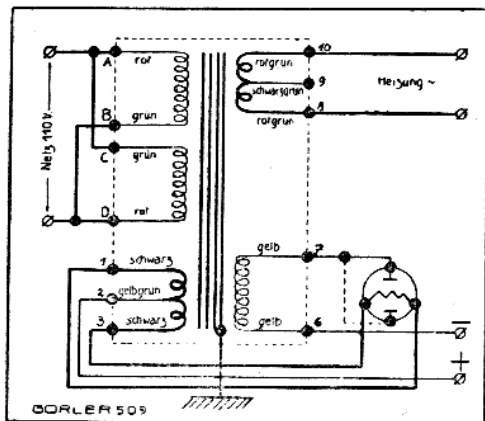 Netz 110 V.
A
rot
B
grün
C
grün
D
rot
1
schwarz
2
gelbgrün
3
schwarz
10
rotgrün
9
schwarzgrün
8
rotgrün
Heizung ~
gelb
7
gelb
6
−
+
GÖRLER 509